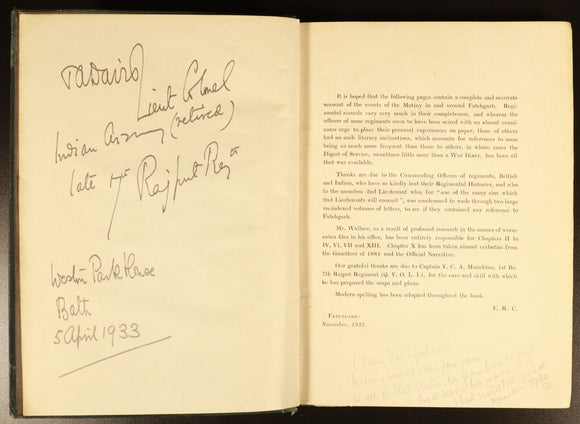 Lieut Colonel
Indian Army (retired)
late 7th Rajput Regt
Weston Park House
Bath
5 April 1933
It is hoped that the following pages contain a complete and accurate
account of the events of the Mutiny in and around Fatehgarh. Regi-
mental records vary very much in their completeness, and whereas the
officers of some regiments seem to have been seized with an almost unani-
mous urge to place their personal experiences on paper, those of others
had no such literary inclinations, which accounts for references to some
being so much more frequent than those to others, in whose cases the
Digest of Service, sometimes little more than a War Diary, has been all
that was available.
Thanks are due to the Commanding Officers of regiments, British
and Indian, who have so kindly lent their Regimental Histories, and also
to the nameless 2nd Lieutenant who, for "one of the many sins which
2nd Lieutenants will commit", was condemned to wade through two large
un-indexed volumes of letters, to see if they contained any reference to
Fatehgarh.
Mr. Wallace, as a result of profound research in the masses of worm-
eaten files in his office, has been entirely responsible for Chapters II to
IV, VI, VII and XIII. Chapter X has been taken almost verbatim from
the Gazetteer of 1884 and the Official Narrative.
Our grateful thanks are due to Captain V. C. A. Munckton, 1st Bn.
7th Rajput Regiment (Q. V. O. L. I.), for the care and skill with which
he has prepared the maps and plans.
Modern spelling has been adopted throughout the book.
F. R. C.
Fatehgarh:
November, 1932.
I knew Fatehgarh well